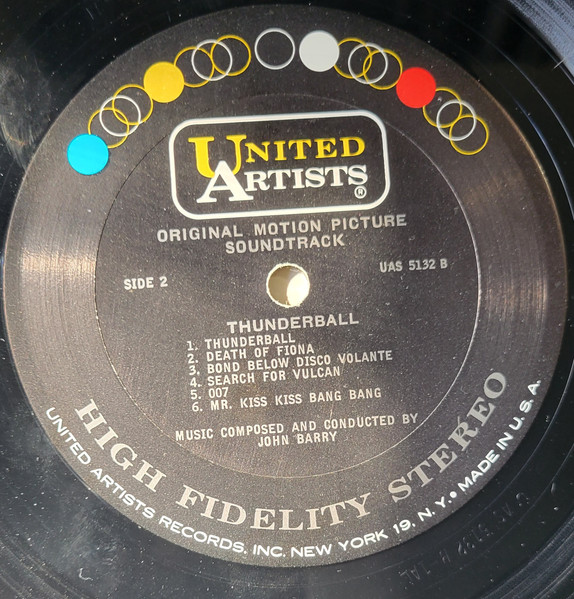 UNITED
ARTISTS
®
ORIGINAL MOTION PICTURE
SOUNDTRACK
SIDE 2
UAS 5132 B
THUNDERBALL
1. THUNDERBALL
2. DEATH OF FIONA
3. BOND BELOW DISCO VOLANTE
4. SEARCH FOR VULCAN
5. 007
6. MR. KISS KISS BANG BANG
MUSIC COMPOSED AND CONDUCTED BY
JOHN BARRY
HIGH FIDELITY STEREO
UNITED ARTISTS RECORDS, INC. NEW YORK 19, N.Y. • MADE IN U.S.A.